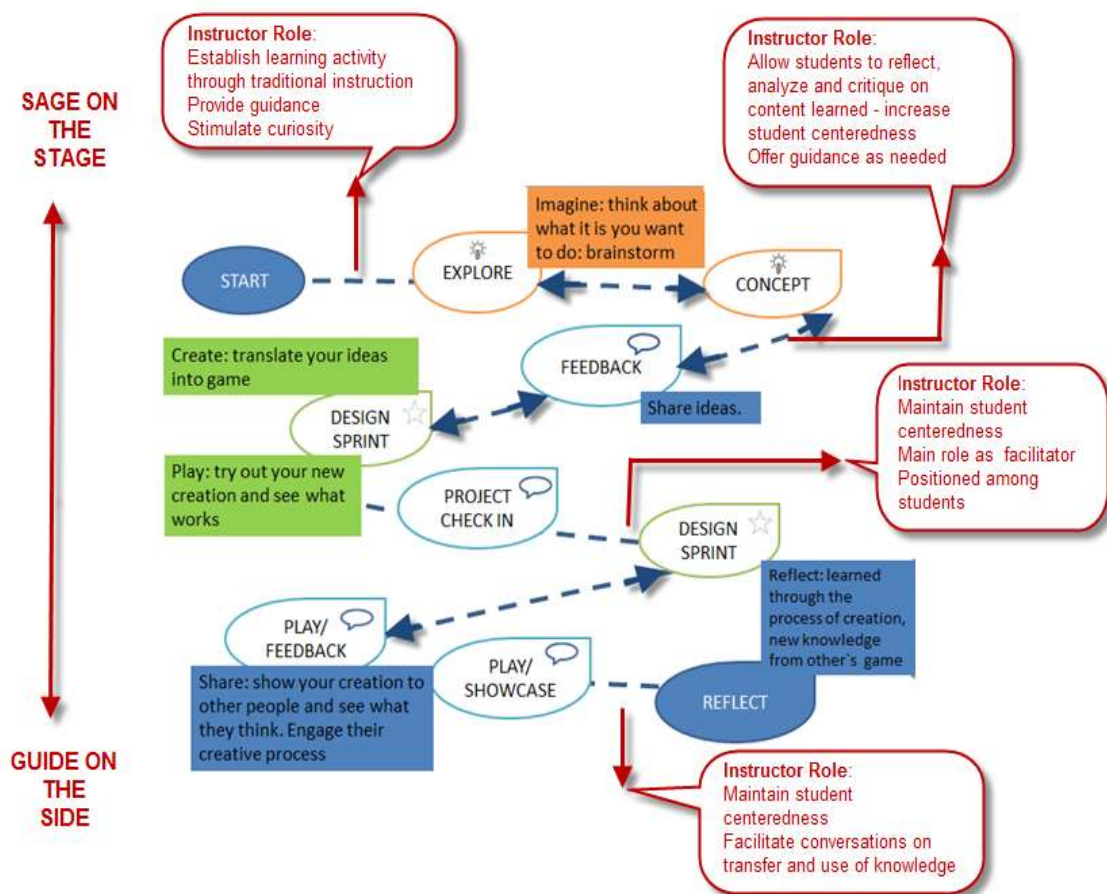 Instructor Role:
Establish learning activity
through traditional instruction
Provide guidance
Stimulate curiosity
Instructor Role:
Allow students to reflect,
analyze and critique on
content learned - increase
student centeredness
Offer guidance as needed
SAGE ON
THE
STAGE
Imagine: think about
what it is you want
to do: brainstorm
START
EXPLORE
CONCEPT
Create: translate your ideas
into game
FEEDBACK
Share ideas.
DESIGN
SPRINT
Instructor Role:
Maintain student
centeredness
Main role as facilitator
Positioned among
students
Play: try out your new
creation and see what
works
PROJECT
CHECK IN
DESIGN
SPRINT
Reflect: learned
through the
process of creation,
new knowledge
from other`s game
PLAY/
FEEDBACK
PLAY/
SHOWCASE
REFLECT
Share: show your creation to
other people and see what
they think. Engage their
creative process
GUIDE ON
THE
SIDE
Instructor Role:
Maintain student
centeredness
Facilitate conversations on
transfer and use of knowledge